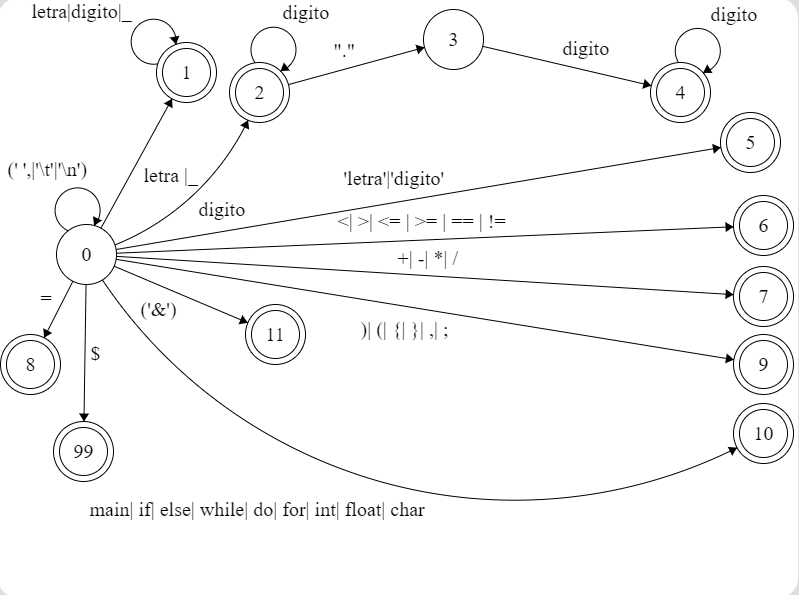 letra|digito|_
digito
digito
1
2
"."
3
digito
4
5
letra |_
(' ',|'\t'|'\n')
'letra'|'digito'
digito
<| >| <= | >= | == | !=
6
0
+| -| *| /
7
=
('&')
11
)| (| {| }| ,| ;
8
$
9
99
10
main| if| else| while| do| for| int| float| char